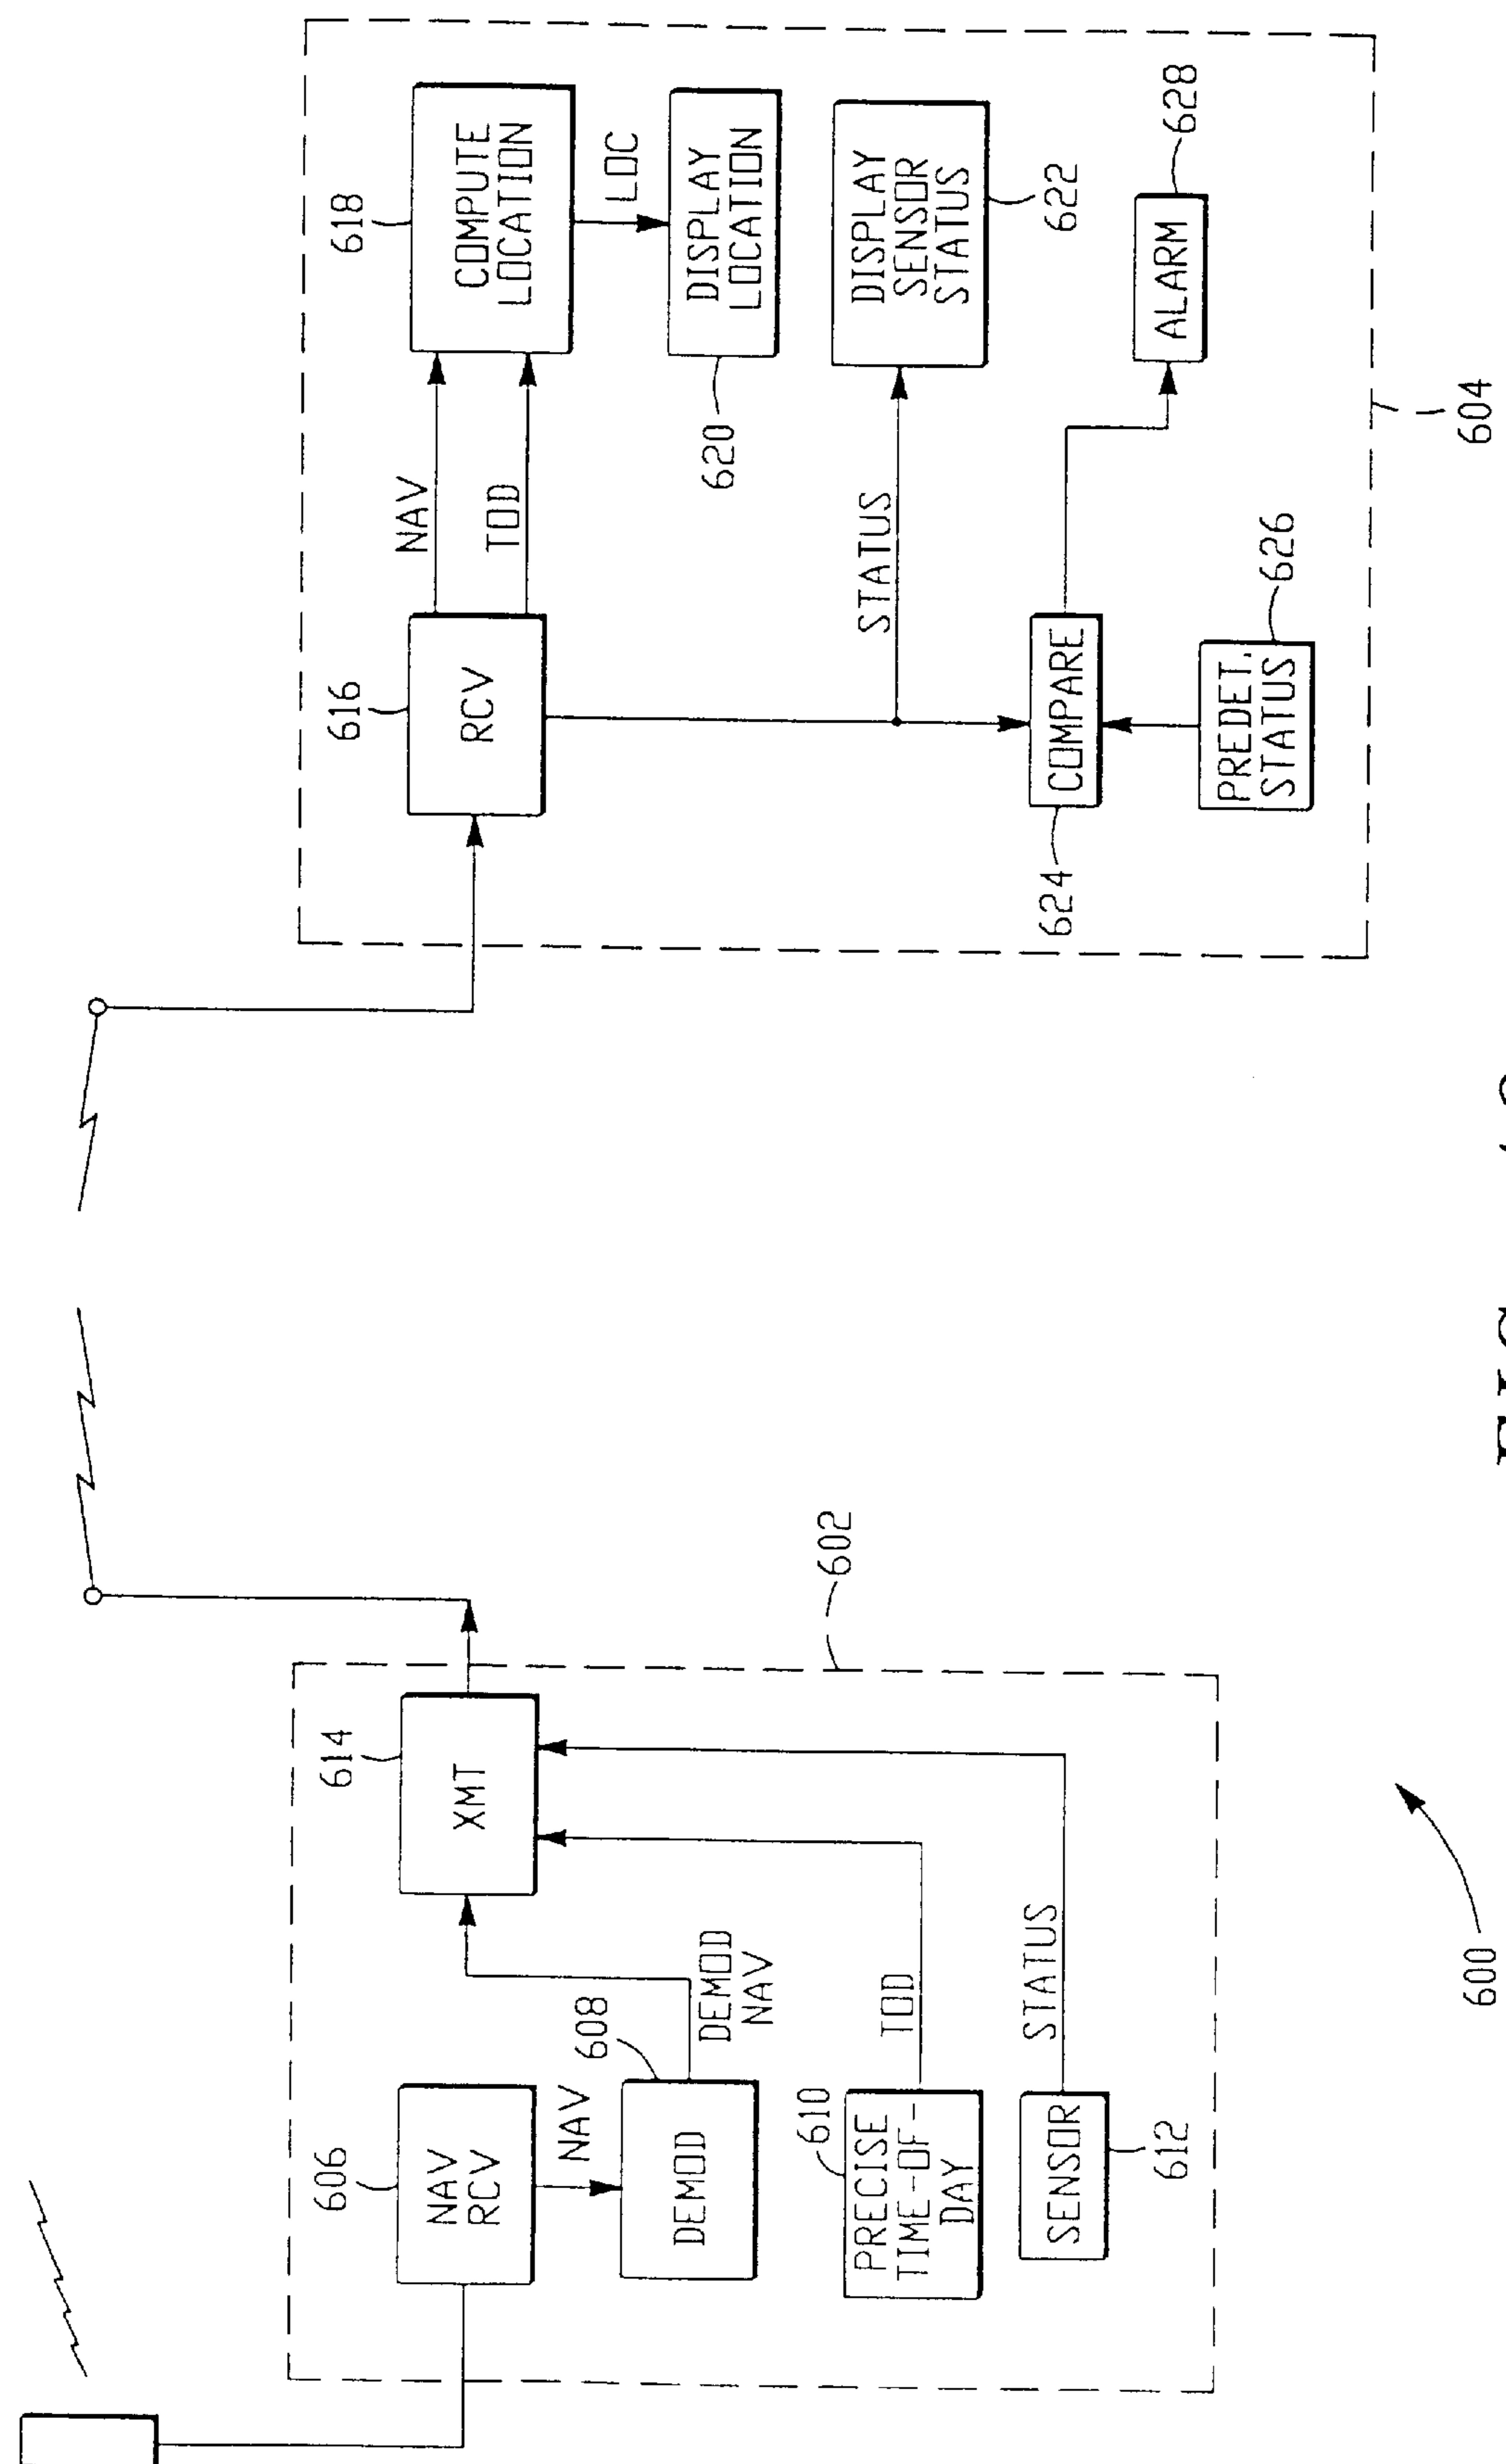 606
NAV
RCV
NAV
608
DEMOD
DEMOD
NAV
610
PRECISE
TIME-OF-
DAY
TOD
SENSOR
612
STATUS
614
XMT
602
600
616
RCV
NAV
TOD
618
COMPUTE
LOCATION
LOC
DISPLAY
LOCATION
620
STATUS
DISPLAY
SENSOR
STATUS
622
COMPARE
624
PREDET.
STATUS
626
ALARM
628
604